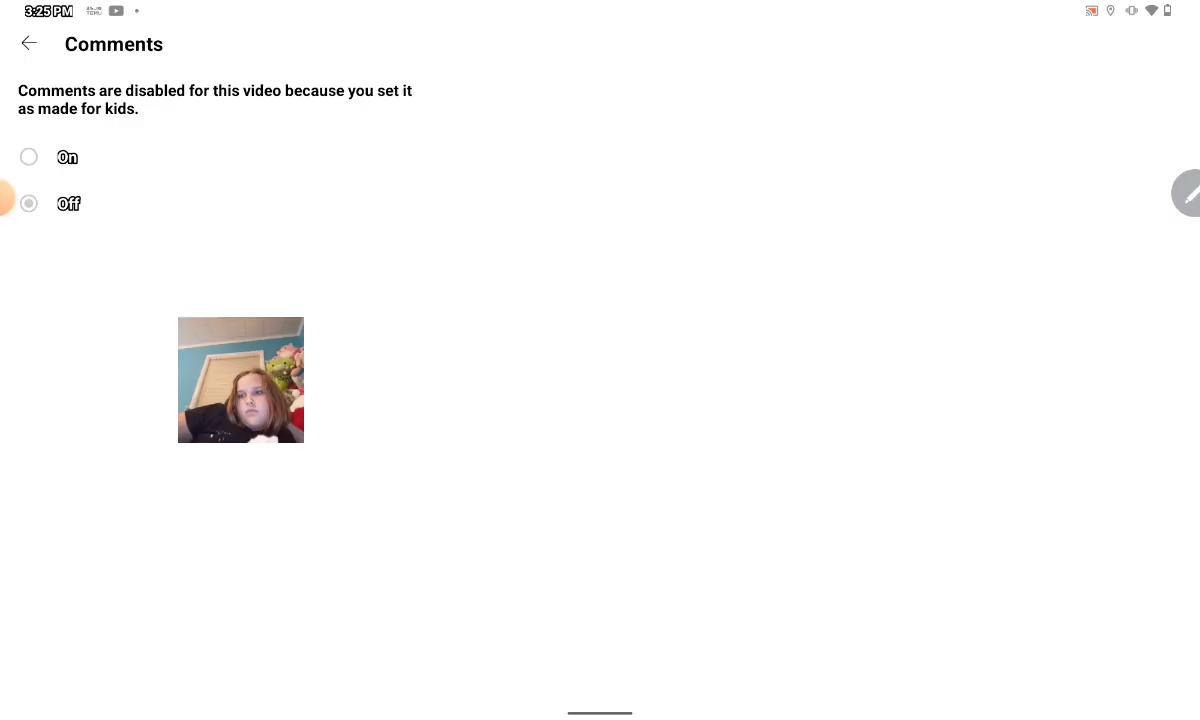 3:25 PM
Comments
Comments are disabled for this video because you set it
as made for kids.
On
Off